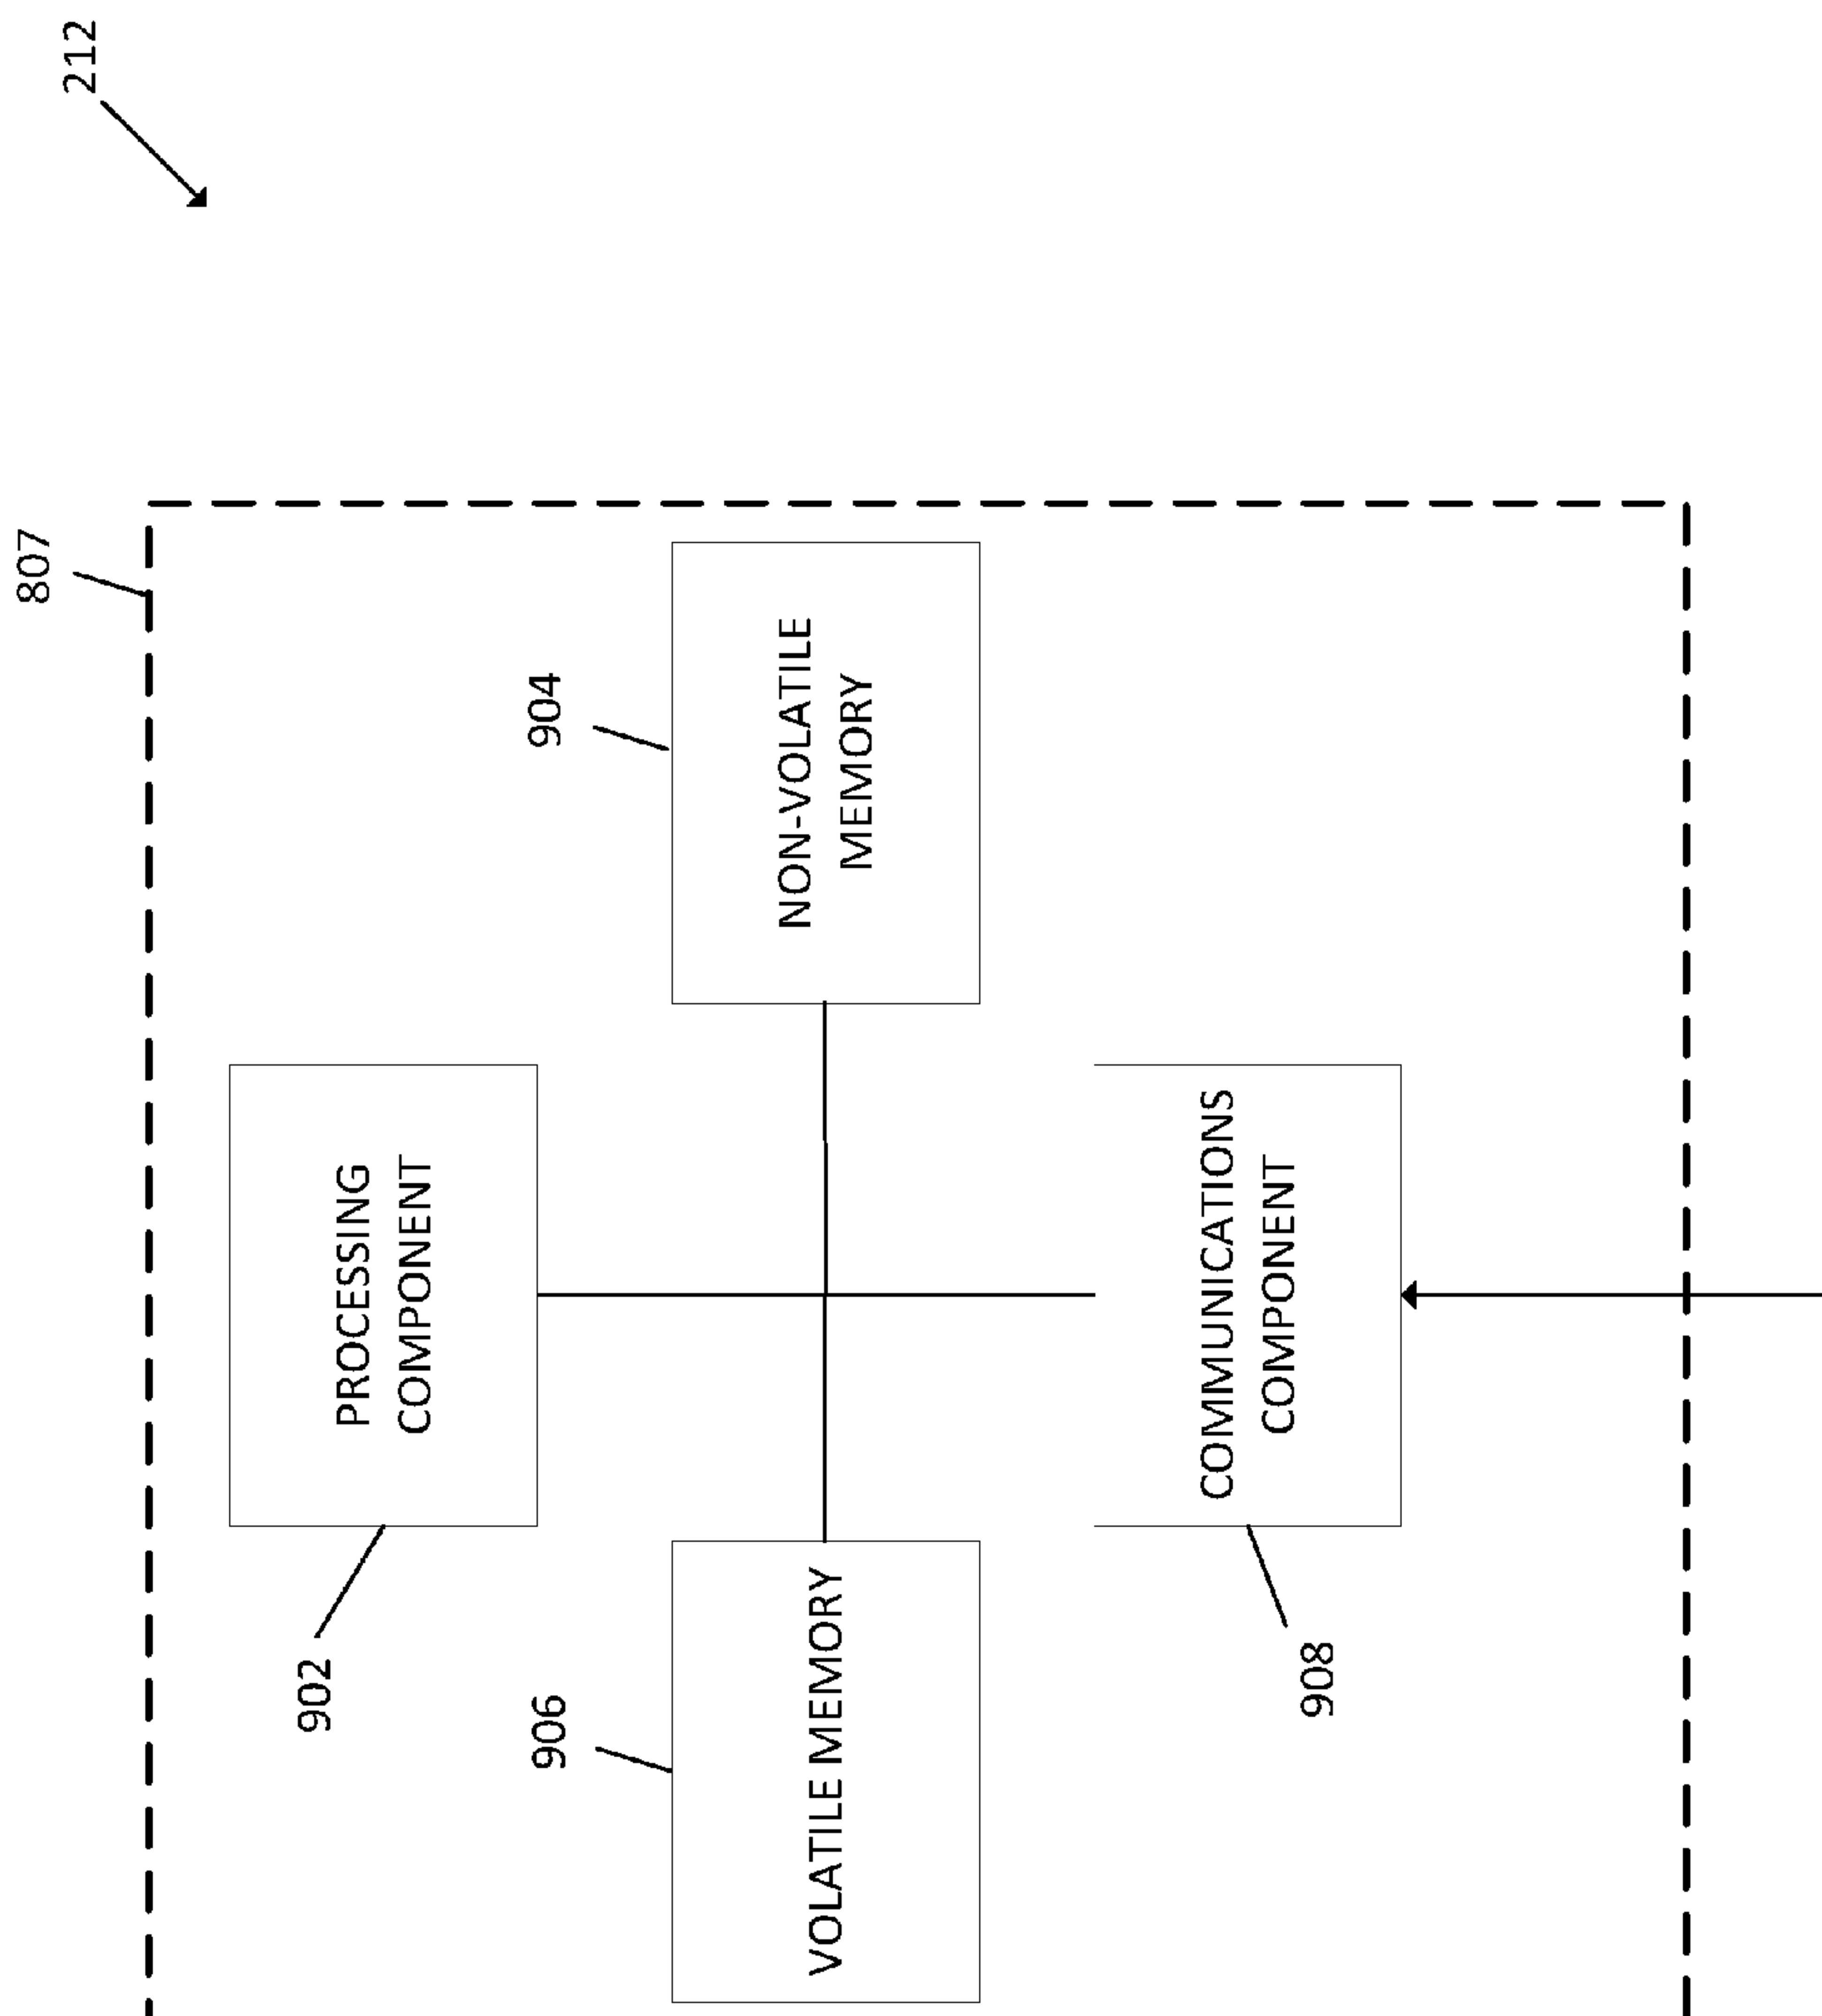 212
807
902
PROCESSING
COMPONENT
906
VOLATILE MEMORY
904
NON-VOLATILE
MEMORY
COMMUNICATIONS
COMPONENT
908